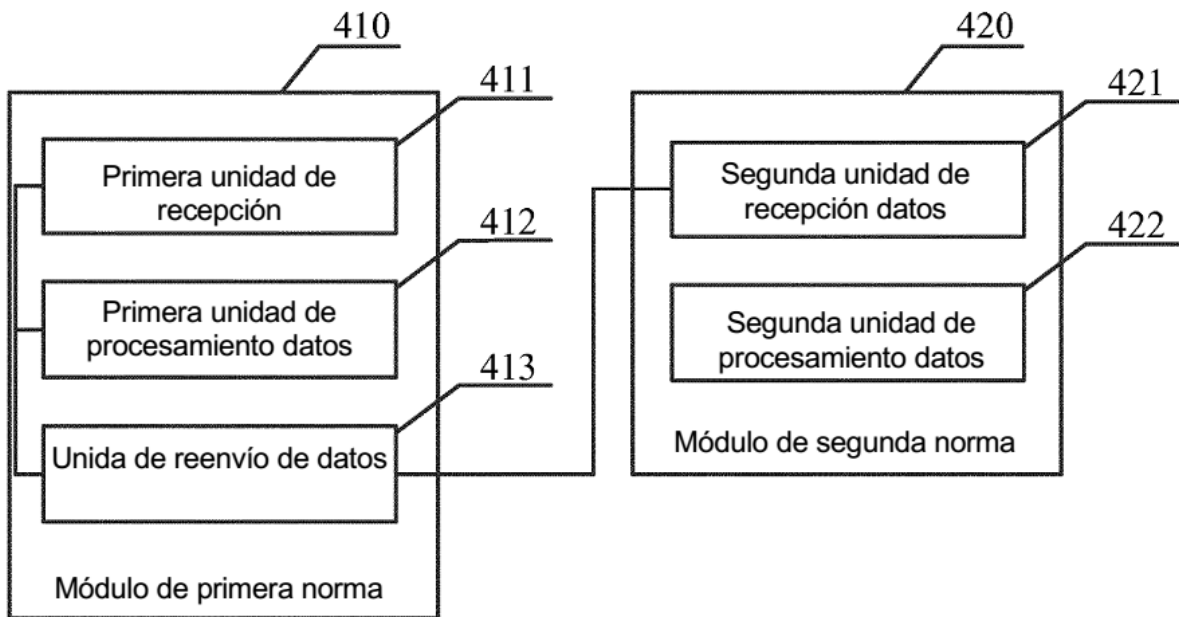 410
411
Primera unidad de
recepción
412
Primera unidad de
procesamiento datos
413
Unida de reenvío de datos
Módulo de primera norma
420
421
Segunda unidad de
recepción datos
422
Segunda unidad de
procesamiento datos
Módulo de segunda norma